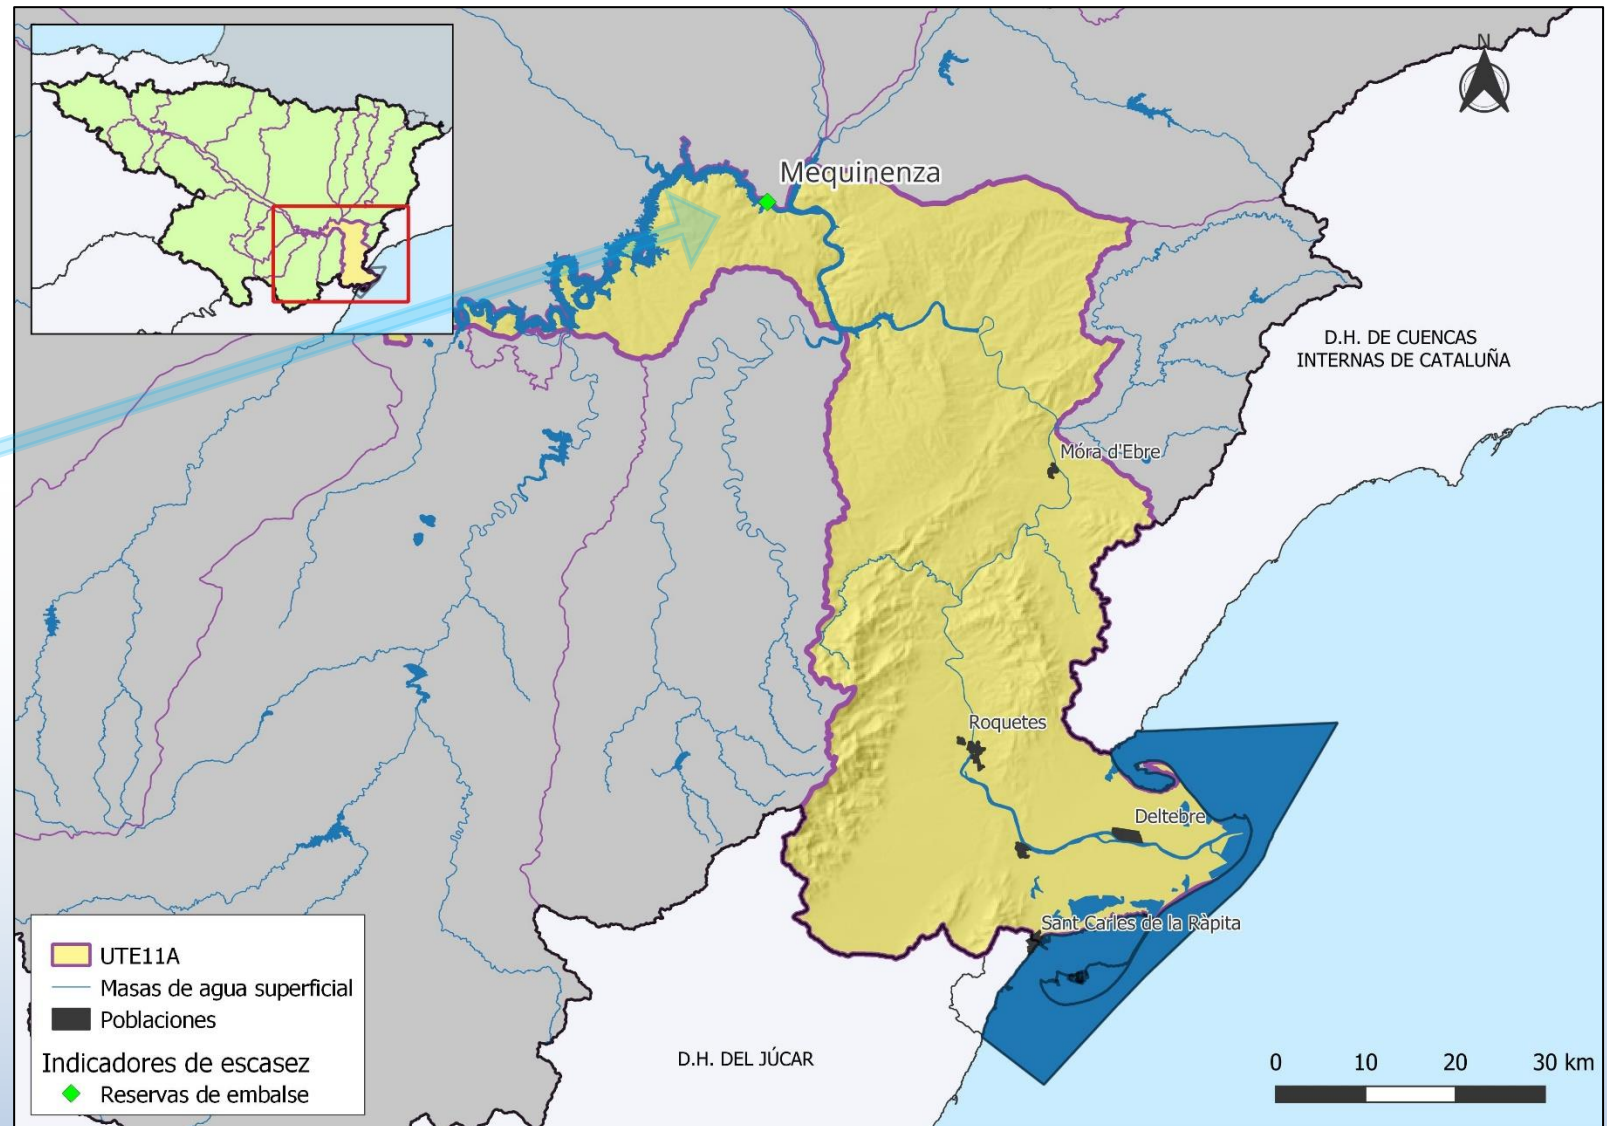 N
Mequinenza
D.H. DE CUENCAS
INTERNAS DE CATALUÑA
Móra d'Ebre
Roquetes
Deltebre
Sant Carles de la Ràpita
UTE11A
Masas de agua superficial
Poblaciones
Indicadores de escasez
Reservas de embalse
D.H. DEL JÚCAR
0 10 20 30 km